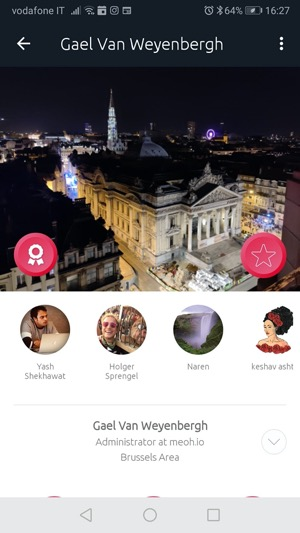 vodafone IT 64% 16:27
Gael Van Weyenbergh
Yash
Shekhawat
Holger
Sprengel
Naren
keshav asht
Gael Van Weyenbergh
Administrator at meoh.io
Brussels Area